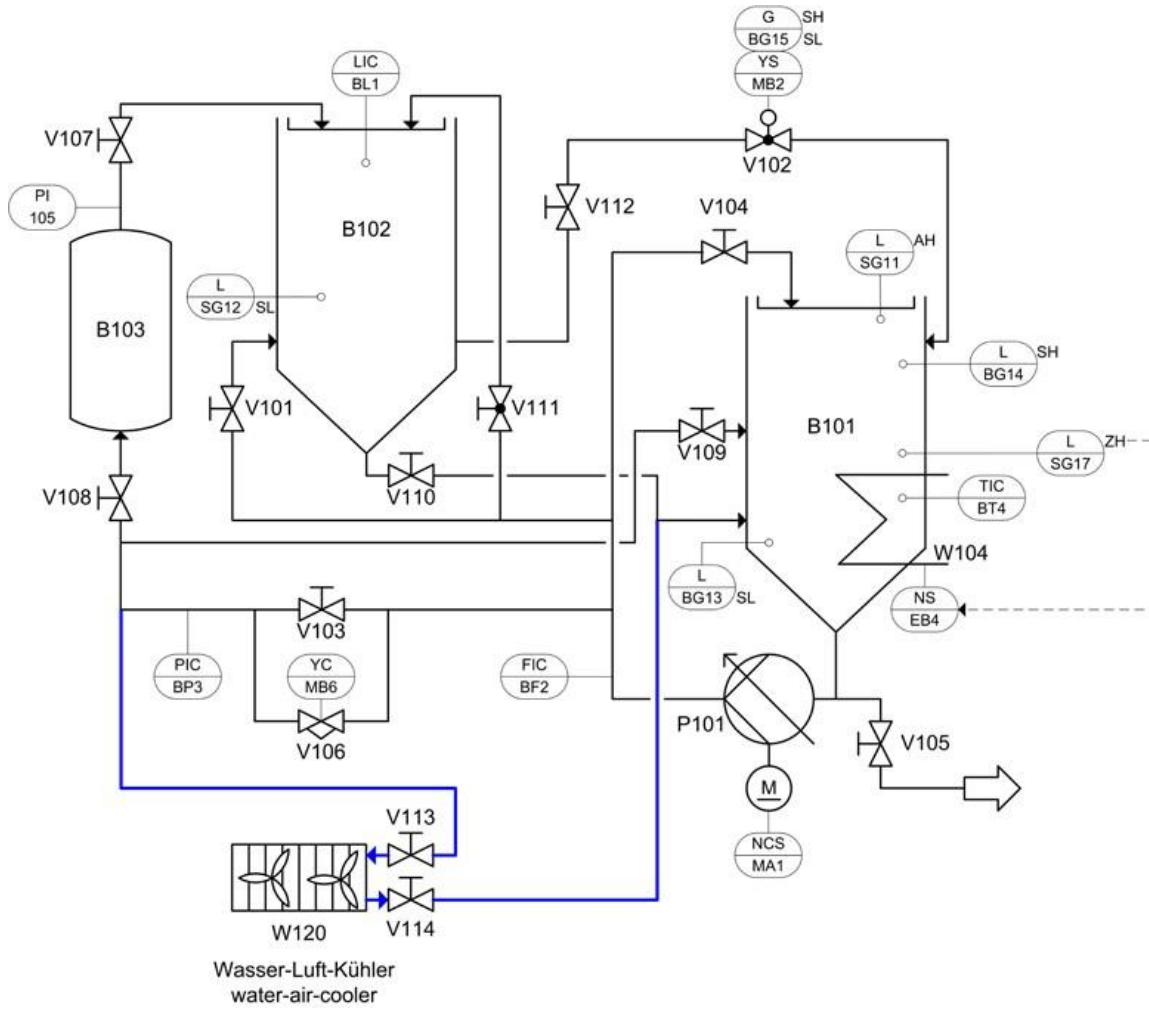 G SH
BG15 SL
YS
MB2
LIC
BL1
V107
V102
PI
105
V112
V104
B102
L AH
SG11
L
SG12 SL
B103
L SH
BG14
V101
V111
B101
V109
L ZH
SG17
V108
V110
TIC
BT4
W104
L
BG13 SL
NS
EB4
V103
PIC
BP3
YC
MB6
FIC
BF2
V106
P101
V105
M
V113
NCS
MA1
V114
W120
Wasser-Luft-Kühler
water-air-cooler